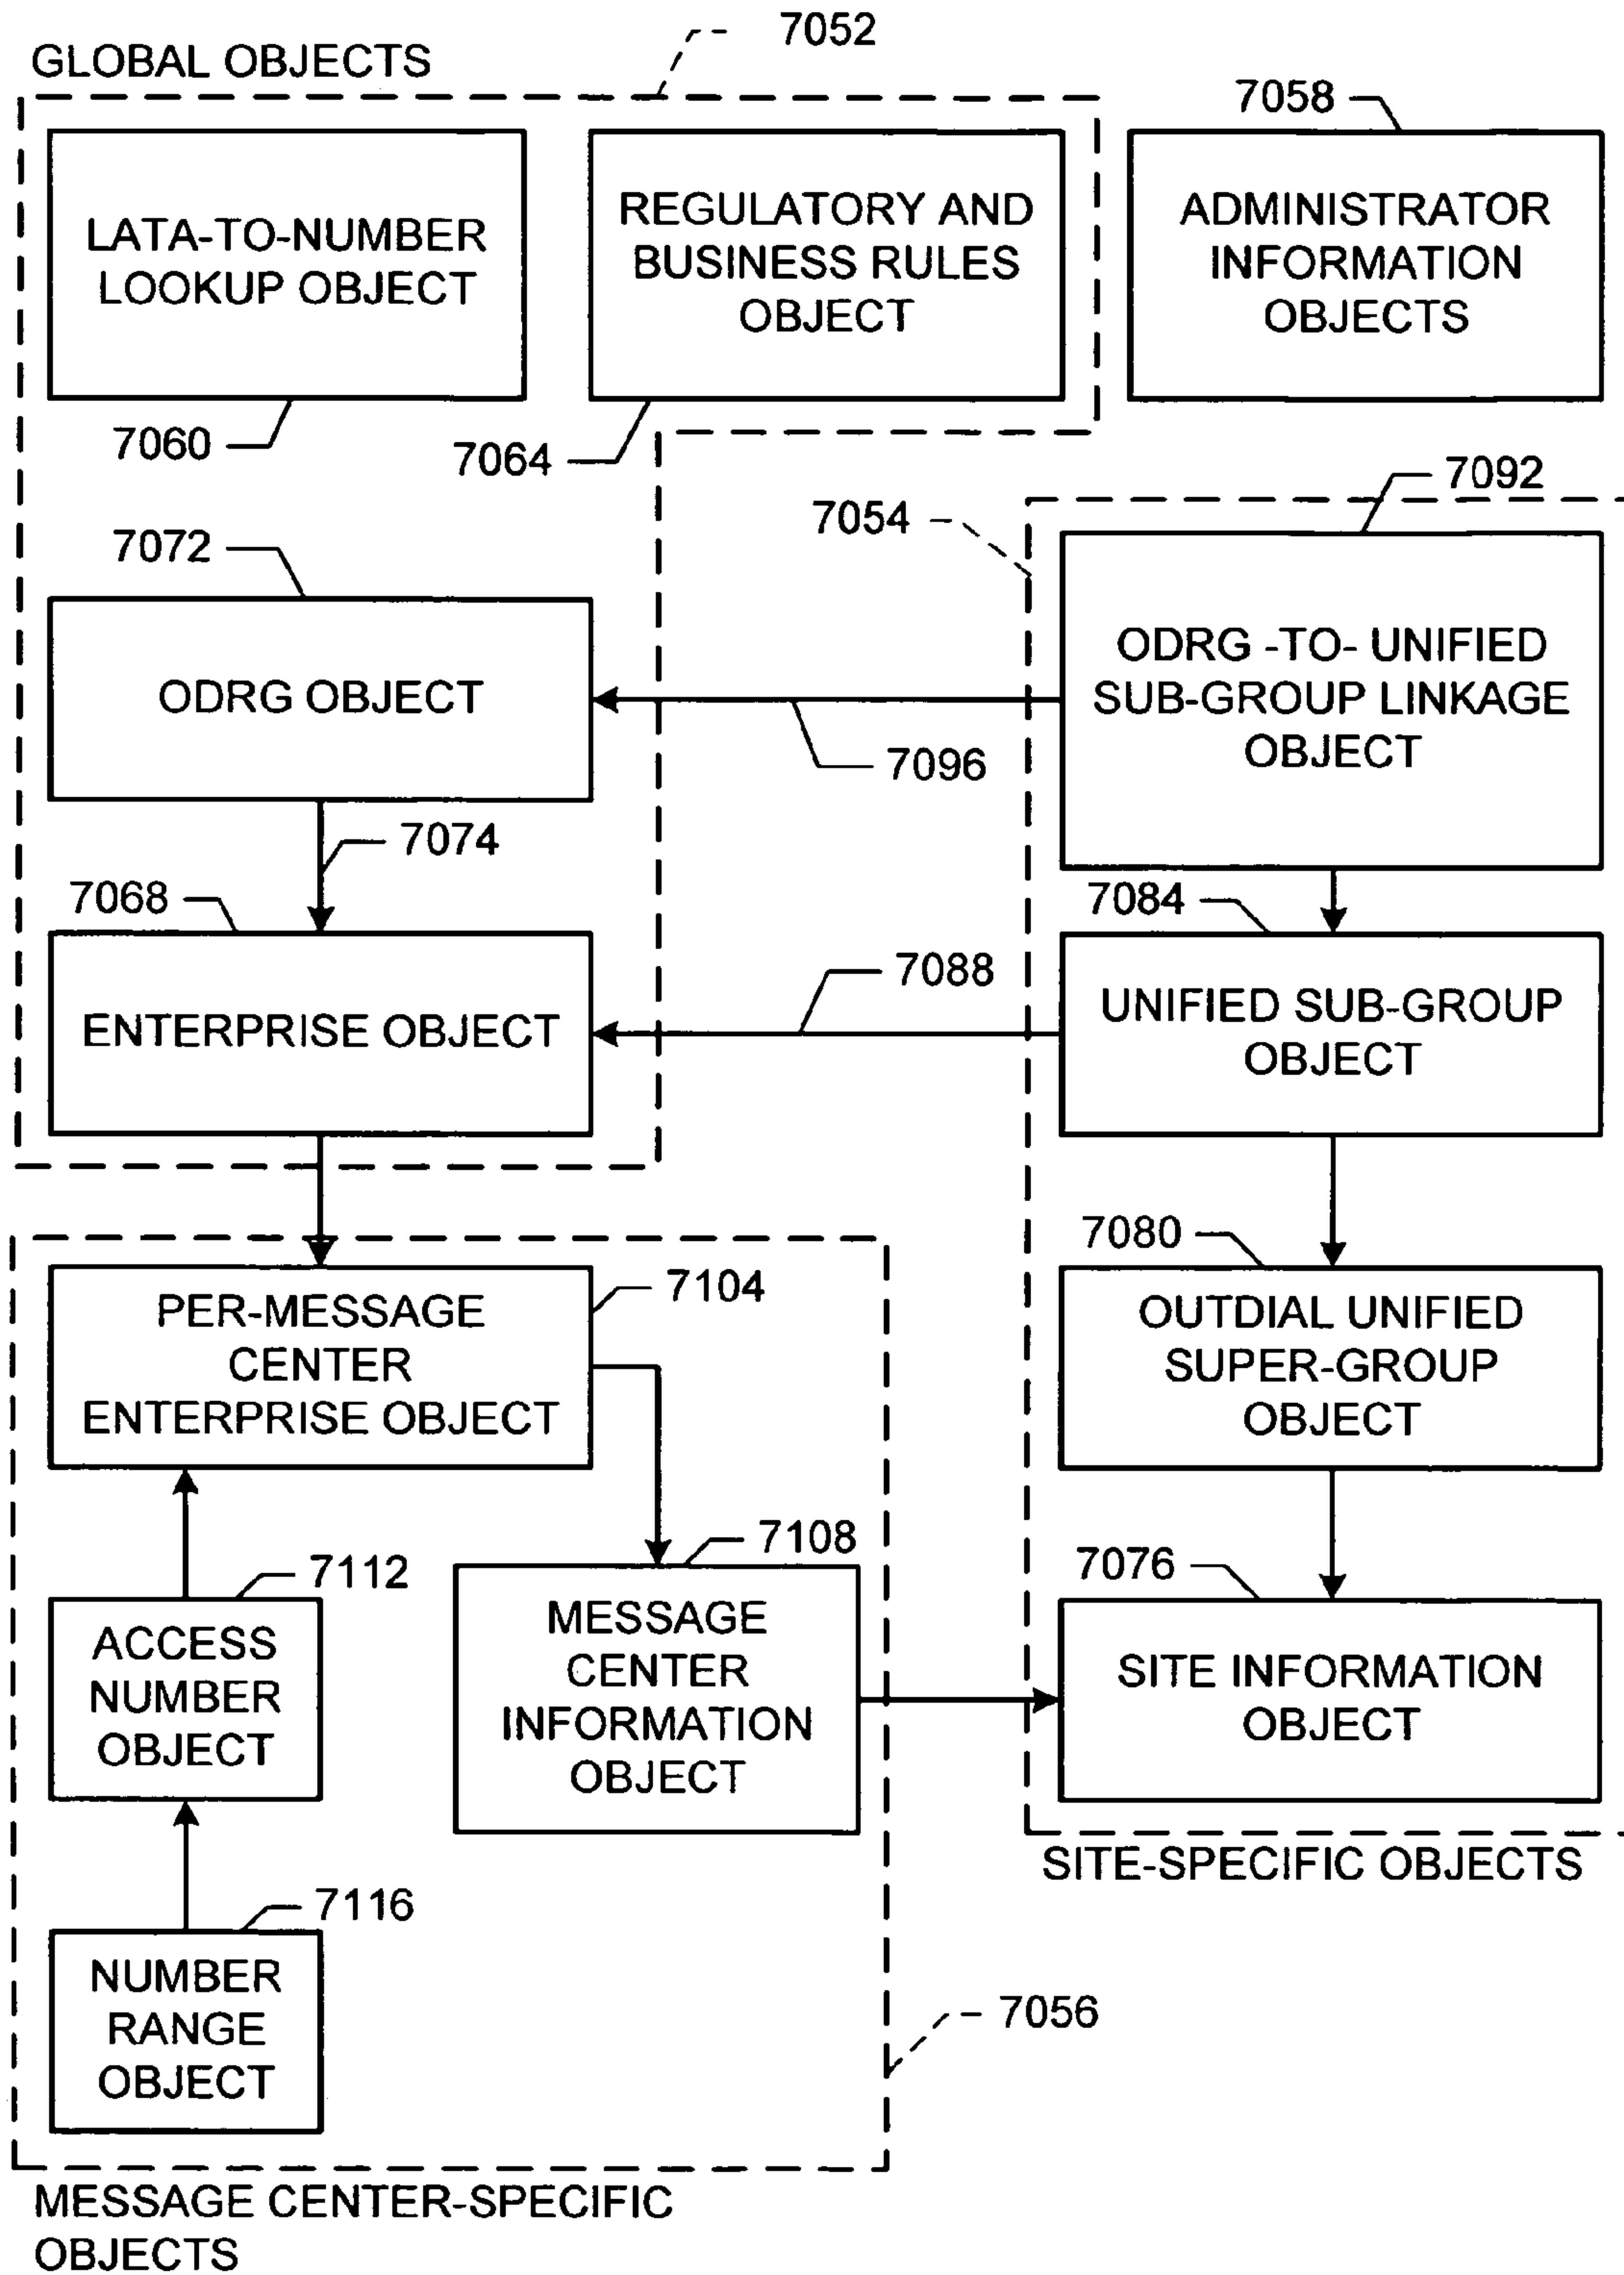 7052
GLOBAL OBJECTS
7058
LATA-TO-NUMBER
LOOKUP OBJECT
REGULATORY AND
BUSINESS RULES
OBJECT
ADMINISTRATOR
INFORMATION
OBJECTS
7060
7064
7092
7054
7072
ODRG OBJECT
ODRG -TO- UNIFIED
SUB-GROUP LINKAGE
OBJECT
7096
7074
7068
7084
ENTERPRISE OBJECT
7088
UNIFIED SUB-GROUP
OBJECT
7080
7104
PER-MESSAGE
CENTER
ENTERPRISE OBJECT
OUTDIAL UNIFIED
SUPER-GROUP
OBJECT
7108
7112
7076
ACCESS
NUMBER
OBJECT
MESSAGE
CENTER
INFORMATION
OBJECT
SITE INFORMATION
OBJECT
SITE-SPECIFIC OBJECTS
7116
NUMBER
RANGE
OBJECT
7056
MESSAGE CENTER-SPECIFIC
OBJECTS